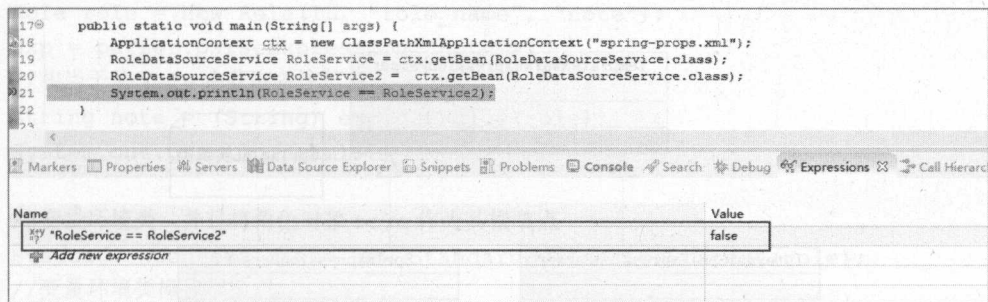 17 public static void main(String[] args) {
18 ApplicationContext ctx = new ClassPathXmlApplicationContext("spring-props.xml");
19 RoleDataSourceService RoleService = ctx.getBean(RoleDataSourceService.class);
20 RoleDataSourceService RoleService2 = ctx.getBean(RoleDataSourceService.class);
21 System.out.println(RoleService == RoleService2);
22 }
Markers Properties Servers Data Source Explorer Snippets Problems Console Search Debug Expressions Call Hierarc
Name Value
"RoleService == RoleService2" false
Add new expression